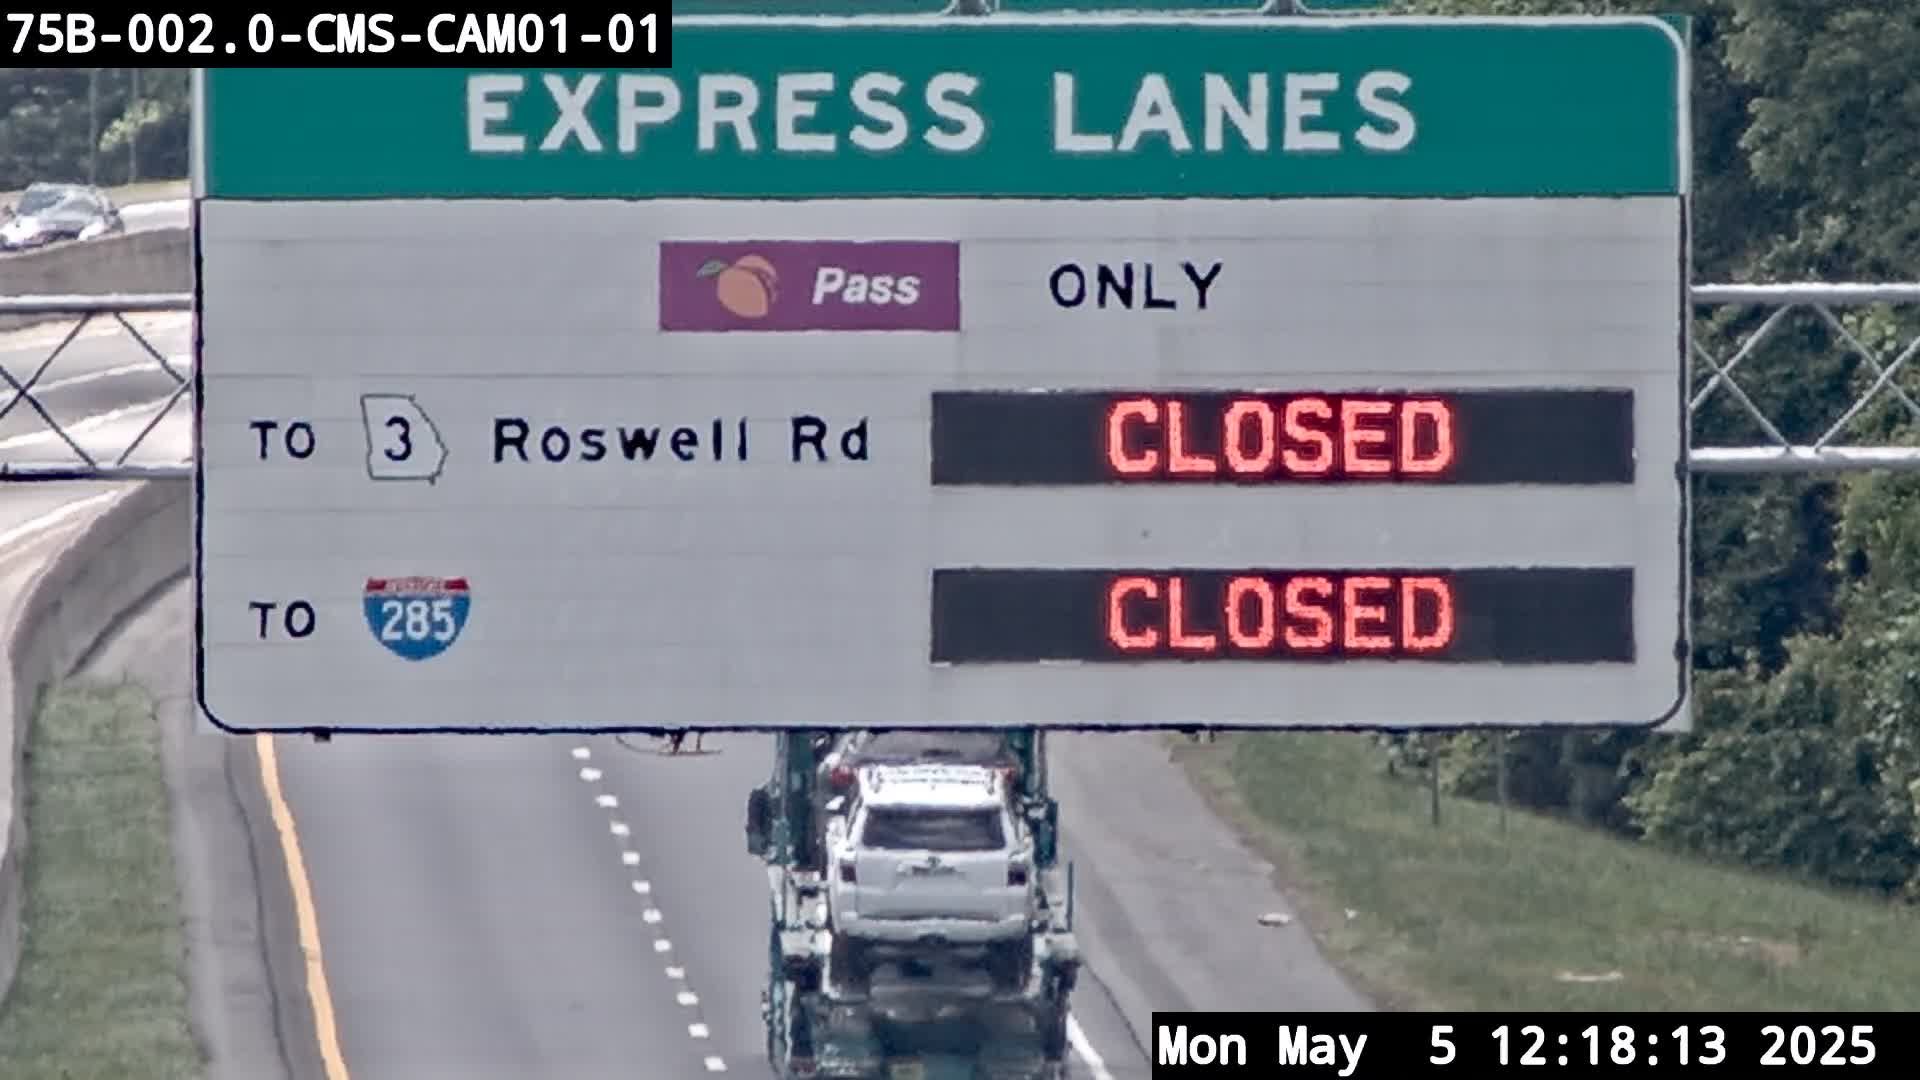 75B-002.0-CMS-CAM01-01
EXPRESS LANES
Pass ONLY
TO 3 Roswell Rd CLOSED
TO 285 CLOSED
Mon May 5 12:18:13 2025